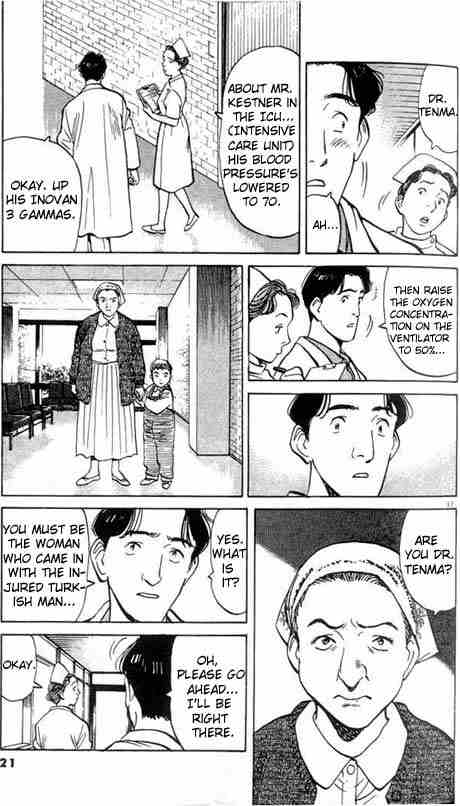 DR.
TENMA.
AH...
ABOUT MR.
KESTNER IN
THE ICU...
(INTENSIVE
CARE UNIT)
HIS BLOOD
PRESSURE'S
LOWERED
TO 70.
OKAY. UP
HIS INOVAN
3 GAMMAS.
THEN RAISE
THE OXYGEN
CONCENTRA-
TION ON THE
VENTILATOR
TO 50%...
ARE
YOU DR.
TENMA?
YES.
WHAT
IS
IT?
YOU MUST BE
THE WOMAN
WHO CAME IN
WITH THE IN-
JURED TURK-
ISH MAN...
OH,
PLEASE GO
AHEAD...
I'LL BE
RIGHT
THERE.
OKAY.
21